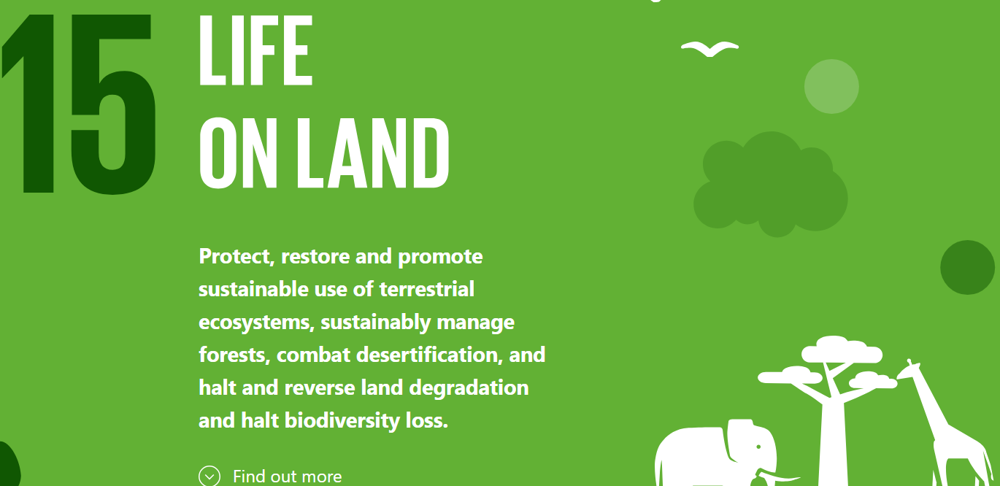 15
LIFE
ON LAND
Protect, restore and promote
sustainable use of terrestrial
ecosystems, sustainably manage
forests, combat desertification, and
halt and reverse land degradation
and halt biodiversity loss.
Find out more